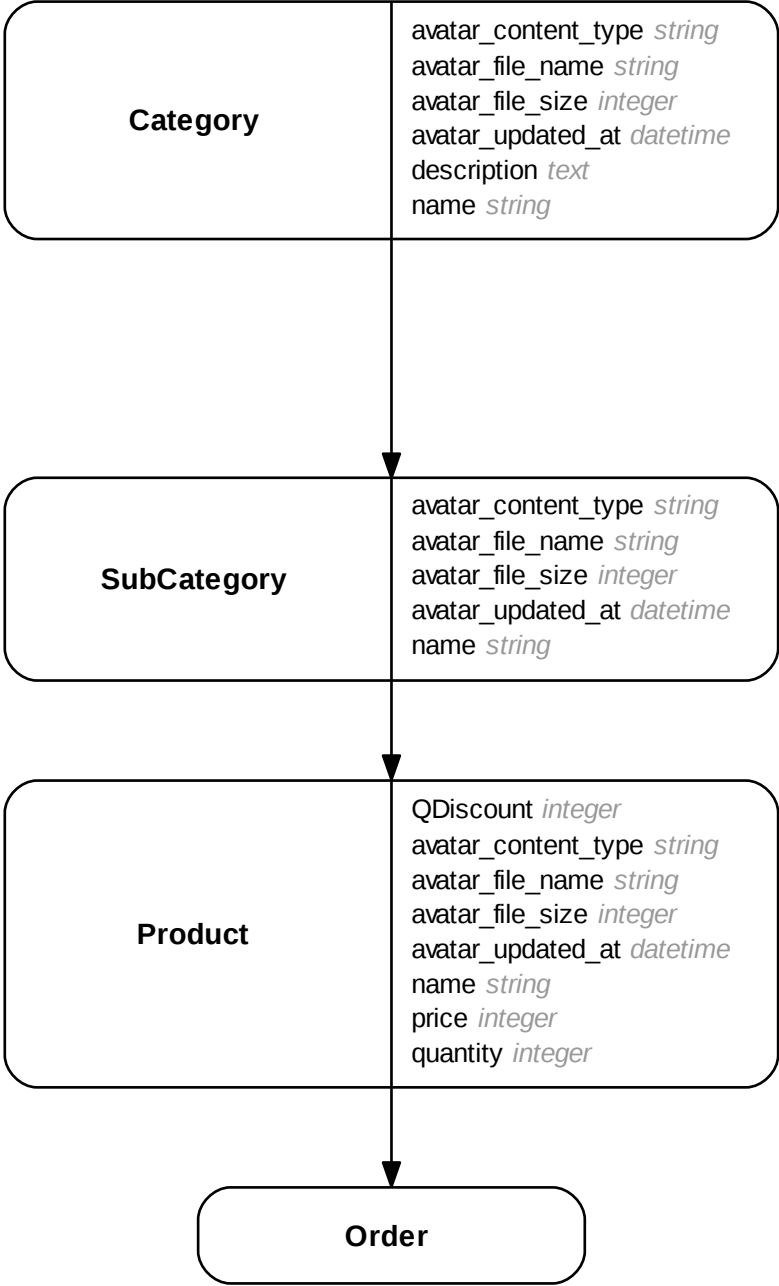 Category
avatar_content_type string
avatar_file_name string
avatar_file_size integer
avatar_updated_at datetime
description text
name string
SubCategory
avatar_content_type string
avatar_file_name string
avatar_file_size integer
avatar_updated_at datetime
name string
Product
QDiscount integer
avatar_content_type string
avatar_file_name string
avatar_file_size integer
avatar_updated_at datetime
name string
price integer
quantity integer
Order